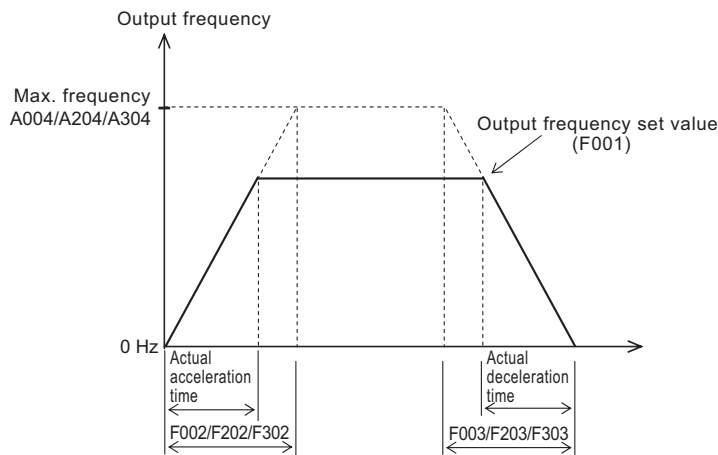 Output frequency
Max. frequency
A004/A204/A304
Output frequency set value
(F001)
0 Hz
Actual
acceleration
time
Actual
deceleration
time
F002/F202/F302
F003/F203/F303